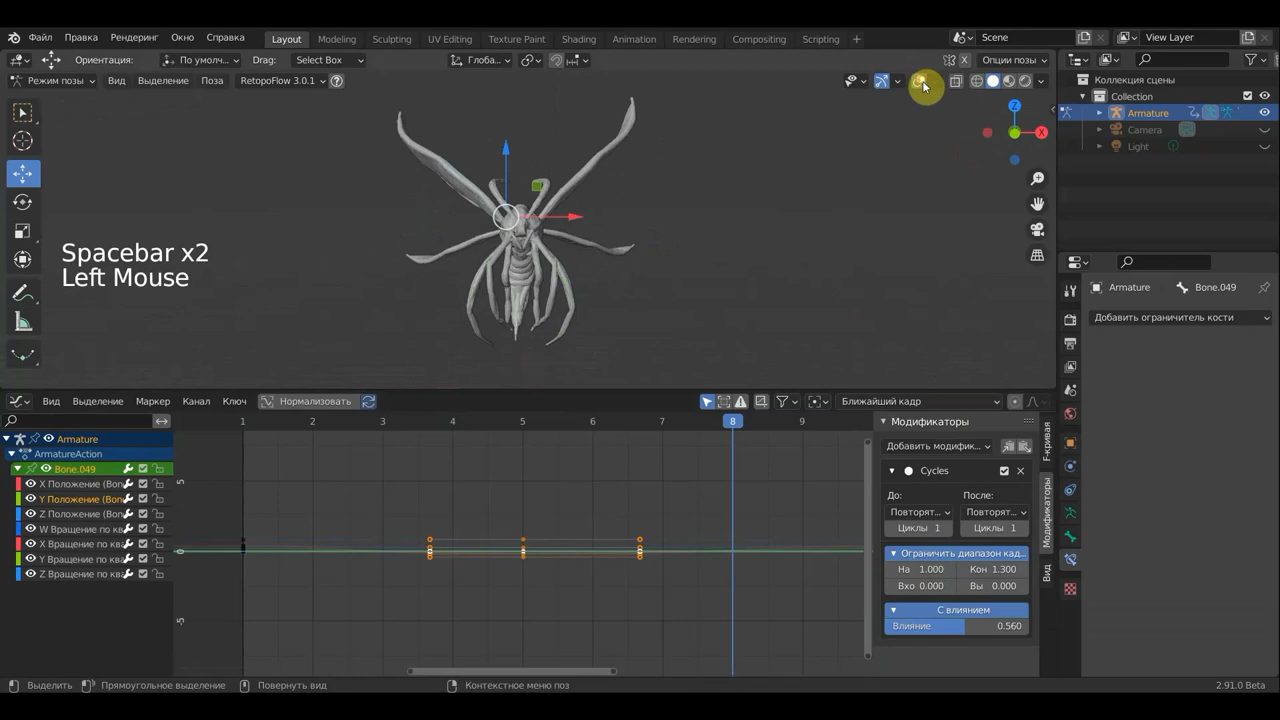 Файл Правка Рендеринг Окно Справка Layout Modeling Sculpting UV Editing Texture Paint Shading Animation Rendering Compositing Scripting + Scene View Layer
Ориентация: По умолч... Drag: Select Box Глоба... Опции позы
Режим позы Вид Выделение Поза RetopoFlow 3.0.1
Коллекция сцены
Collection
Armature
Camera
Light
Z
X
Spacebar x2
Left Mouse
Armature Bone.049
Добавить ограничитель кости
Вид Выделение Маркер Канал Ключ Нормализовать Ближайший кадр
1 2 3 4 5 6 7 8 9
Armature
ArmatureAction
Bone.049
X Положение (Bon
Y Положение (Bon
Z Положение (Bon
W Вращение по ква
X Вращение по ква
Y Вращение по ква
Z Вращение по ква
5
0
-5
Модификаторы
Добавить модифик...
Cycles
До: После:
Повторят... Повторят...
Циклы 1 Циклы 1
Ограничить диапазон кад...
На 1.000 Кон 1.300
Вхо 0.000 Вы 0.000
С влиянием
Влияние 0.560
F-кривая
Модификаторы
Вид
Выделить Прямоугольное выделение Повернуть вид Контекстное меню поз 2.91.0 Beta